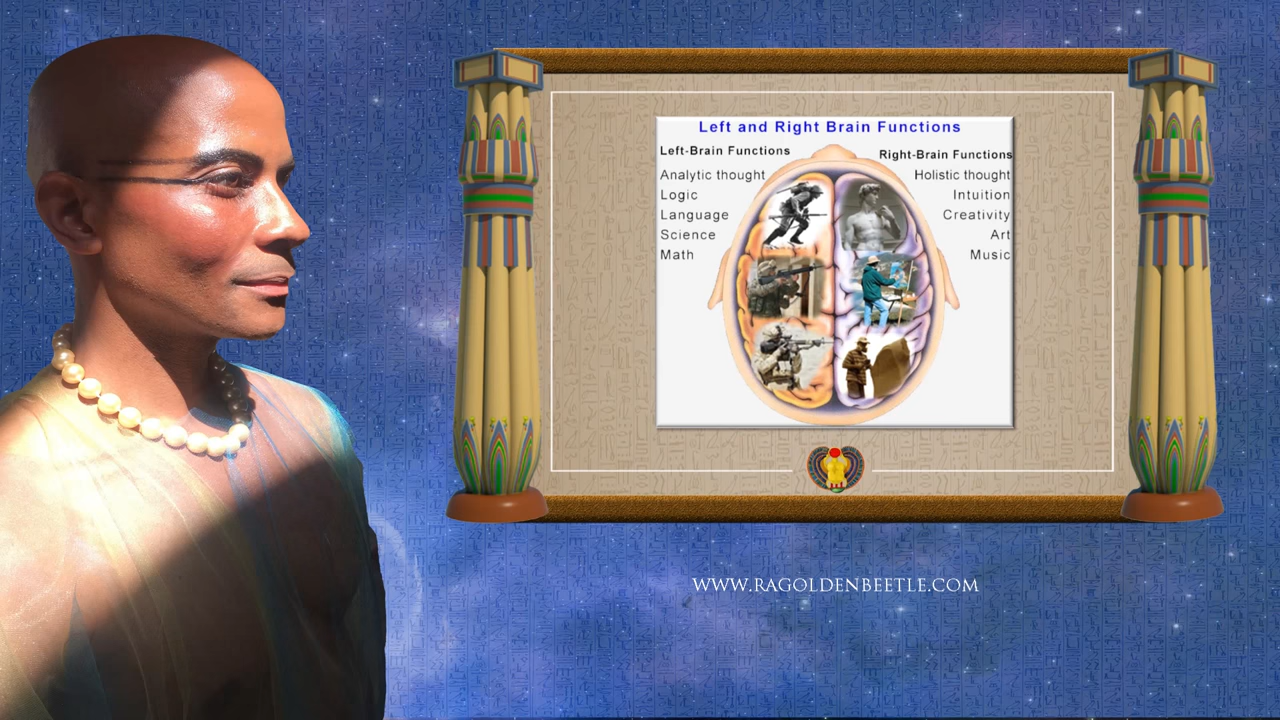 Left and Right Brain Functions
Left-Brain Functions
Analytic thought
Logic
Language
Science
Math
Right-Brain Functions
Holistic thought
Intuition
Creativity
Art
Music
WWW.RAGOLDENBEETLE.COM